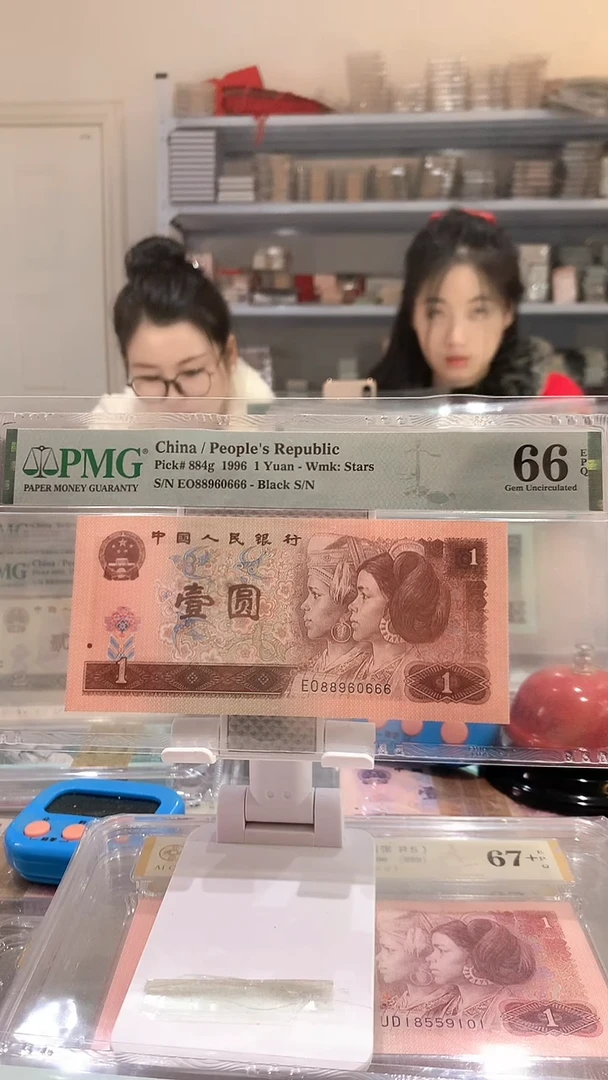 PMG®
PAPER MONEY GUARANTY
China / People's Republic
Pick# 884g 1996 1 Yuan - Wmk: Stars
S/N EO88960666 - Black S/N
66
EPQ
Gem Uncirculated
中国人民银行
1
壹圆
1
EO88960666
1
67+
1
UD18559101
1